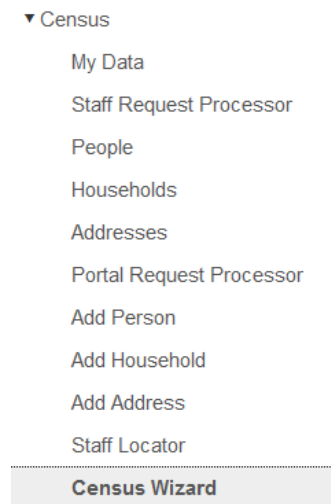 Census
My Data
Staff Request Processor
People
Households
Addresses
Portal Request Processor
Add Person
Add Household
Add Address
Staff Locator
Census Wizard